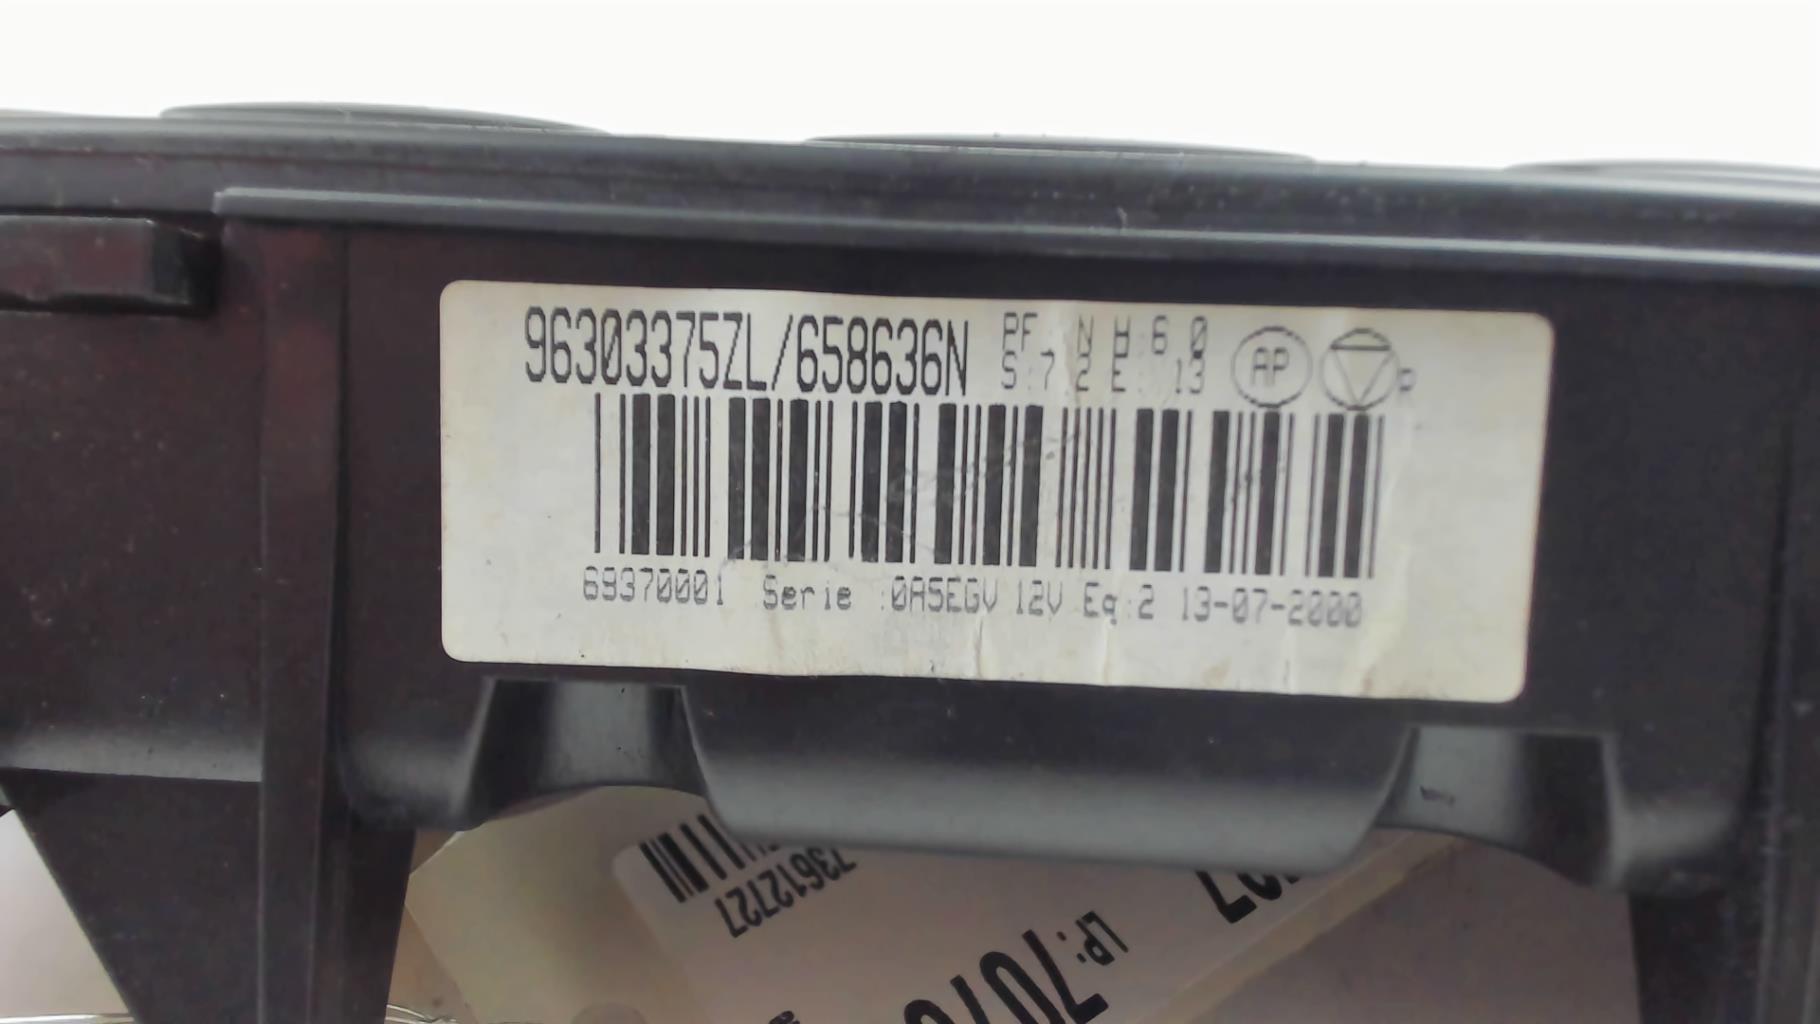 96303375ZL/658636N
PF: N H:6.0
S:7.2 E: 13
AP
P
69370001 Serie :0A5EGV 12V Eq:2 13-07-2000
73612727
LP:
707